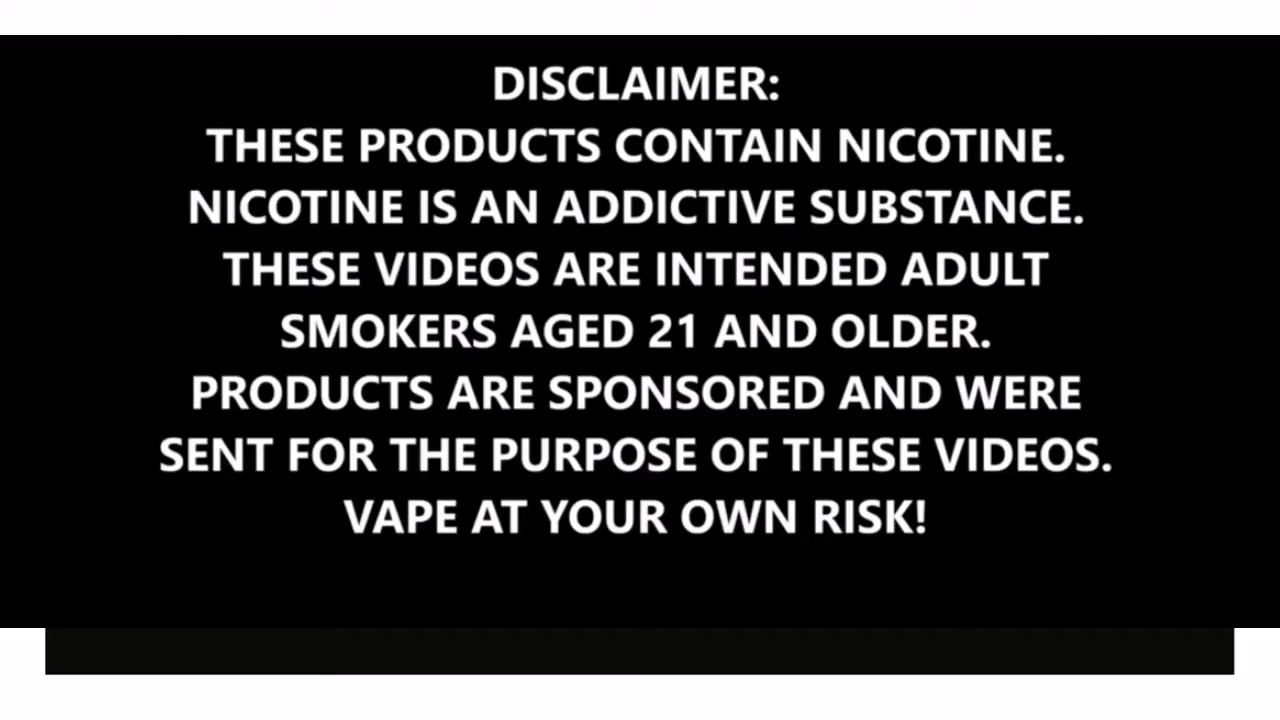 DISCLAIMER:
THESE PRODUCTS CONTAIN NICOTINE.
NICOTINE IS AN ADDICTIVE SUBSTANCE.
THESE VIDEOS ARE INTENDED ADULT
SMOKERS AGED 21 AND OLDER.
PRODUCTS ARE SPONSORED AND WERE
SENT FOR THE PURPOSE OF THESE VIDEOS.
VAPE AT YOUR OWN RISK!